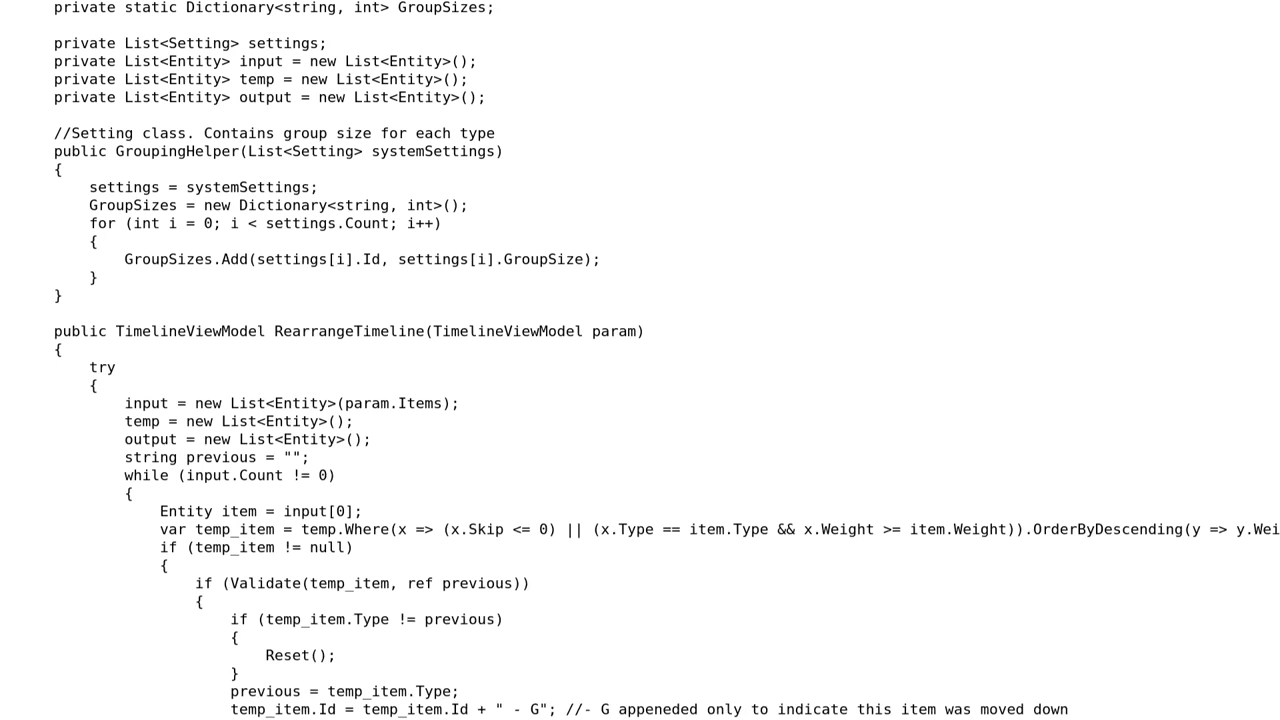 private static Dictionary<string, int> GroupSizes;
private List<Setting> settings;
private List<Entity> input = new List<Entity>();
private List<Entity> temp = new List<Entity>();
private List<Entity> output = new List<Entity>();
//Setting class. Contains group size for each type
public GroupingHelper(List<Setting> systemSettings)
{
settings = systemSettings;
GroupSizes = new Dictionary<string, int>();
for (int i = 0; i < settings.Count; i++)
{
GroupSizes.Add(settings[i].Id, settings[i].GroupSize);
}
}
public TimelineViewModel RearrangeTimeline(TimelineViewModel param)
{
try
{
input = new List<Entity>(param.Items);
temp = new List<Entity>();
output = new List<Entity>();
string previous = "";
while (input.Count != 0)
{
Entity item = input[0];
var temp_item = temp.Where(x => (x.Skip <= 0) || (x.Type == item.Type && x.Weight >= item.Weight)).OrderByDescending(y => y.Wei
if (temp_item != null)
{
if (Validate(temp_item, ref previous))
{
if (temp_item.Type != previous)
{
Reset();
}
previous = temp_item.Type;
temp_item.Id = temp_item.Id + " - G"; //- G appeneded only to indicate this item was moved down